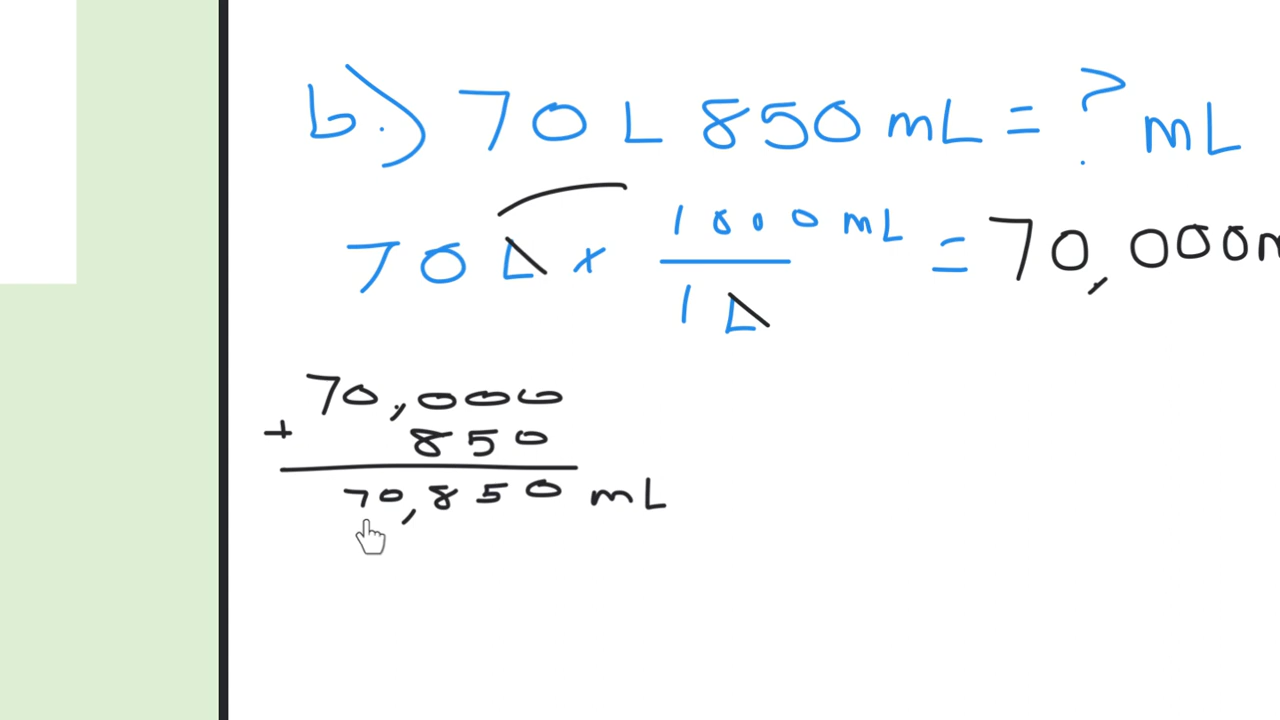 b.) 70 L 850 mL = ? mL
70 L × 1000 mL = 70,000m
1 L
70,000
+ 850
70,850 mL